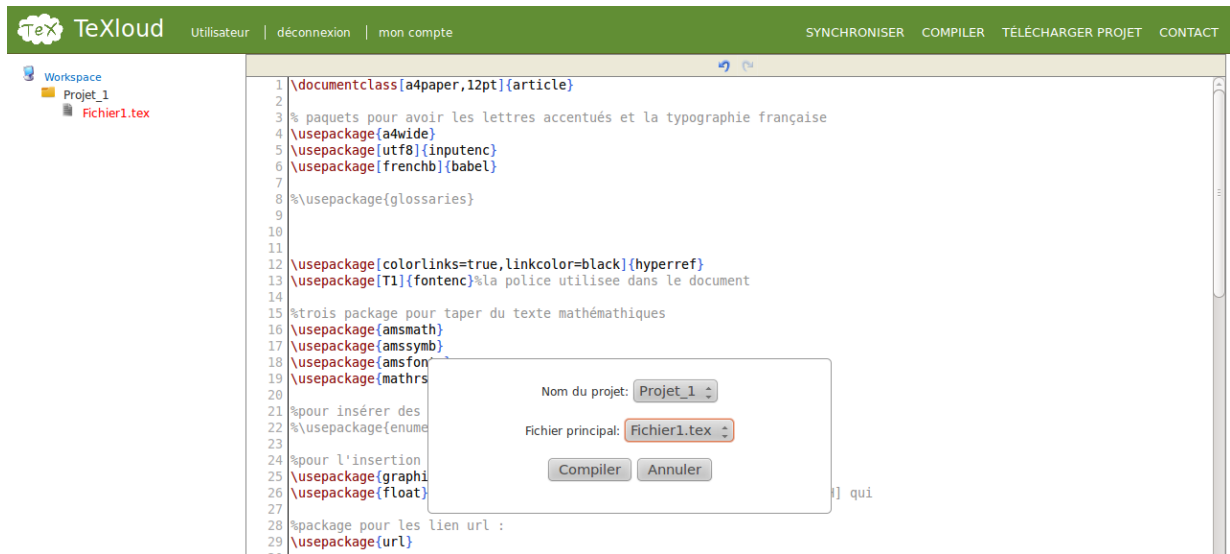 TeX TeXloud Utilisateur | déconnexion | mon compte SYNCHRONISER COMPILER TÉLÉCHARGER PROJET CONTACT
Workspace
Projet_1
Fichier1.tex
1 \documentclass[a4paper,12pt]{article}
2
3 % paquets pour avoir les lettres accentués et la typographie française
4 \usepackage{a4wide}
5 \usepackage[utf8]{inputenc}
6 \usepackage[frenchb]{babel}
7
8 %\usepackage{glossaries}
9
10
11
12 \usepackage[colorlinks=true,linkcolor=black]{hyperref}
13 \usepackage[T1]{fontenc}%la police utilisee dans le document
14
15 %trois package pour taper du texte mathémathiques
16 \usepackage{amsmath}
17 \usepackage{amssymb}
18 \usepackage{amsfont
19 \usepackage{mathrs
20
21 %pour insérer des
22 %\usepackage{enume
23
24 %pour l'insertion
25 \usepackage{graphi
26 \usepackage{float} ] qui
27
28 %package pour les lien url :
29 \usepackage{url}
Nom du projet: Projet_1
Fichier principal: Fichier1.tex
Compiler Annuler